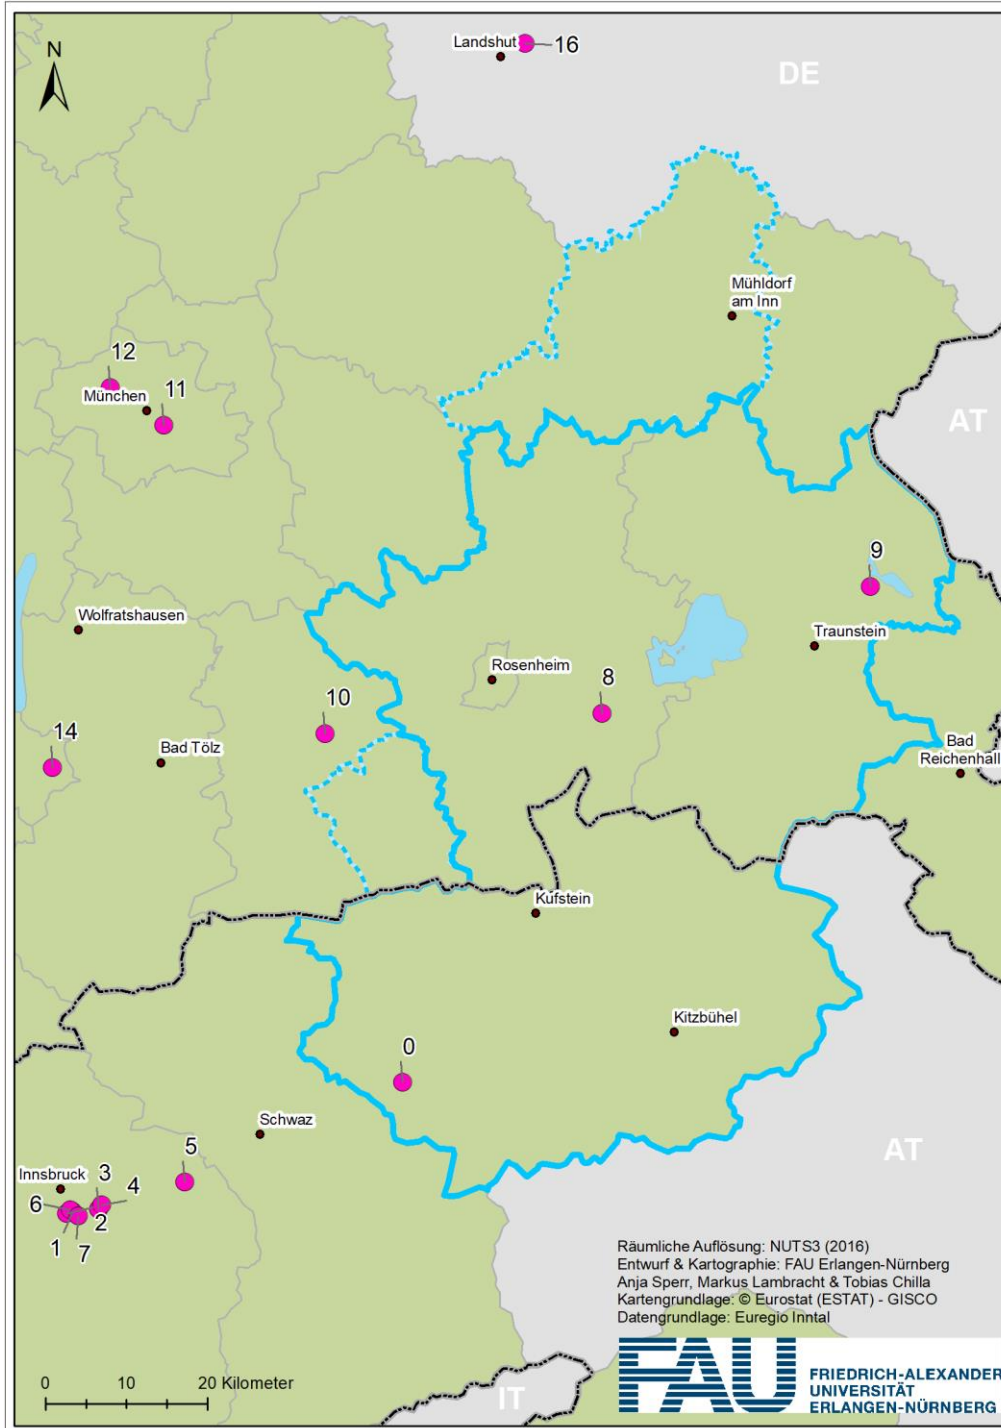 N
Landshut
16
DE
Mühldorf
am Inn
12
München
11
AT
9
Wolfratshausen
Traunstein
Rosenheim
8
10
14
Bad Tölz
Bad
Reichenhall
Kufstein
Kitzbühel
0
Schwaz
5
Innsbruck
3
4
6
2
1
7
AT
Räumliche Auflösung: NUTS3 (2016)
Entwurf & Kartographie: FAU Erlangen-Nürnberg
Anja Sperr, Markus Lambracht & Tobias Chilla
Kartengrundlage: © Eurostat (ESTAT) - GISCO
Datengrundlage: Euregio Inntal
0 10 20 Kilometer
IT
FAU
FRIEDRICH-ALEXANDER
UNIVERSITÄT
ERLANGEN-NÜRNBERG